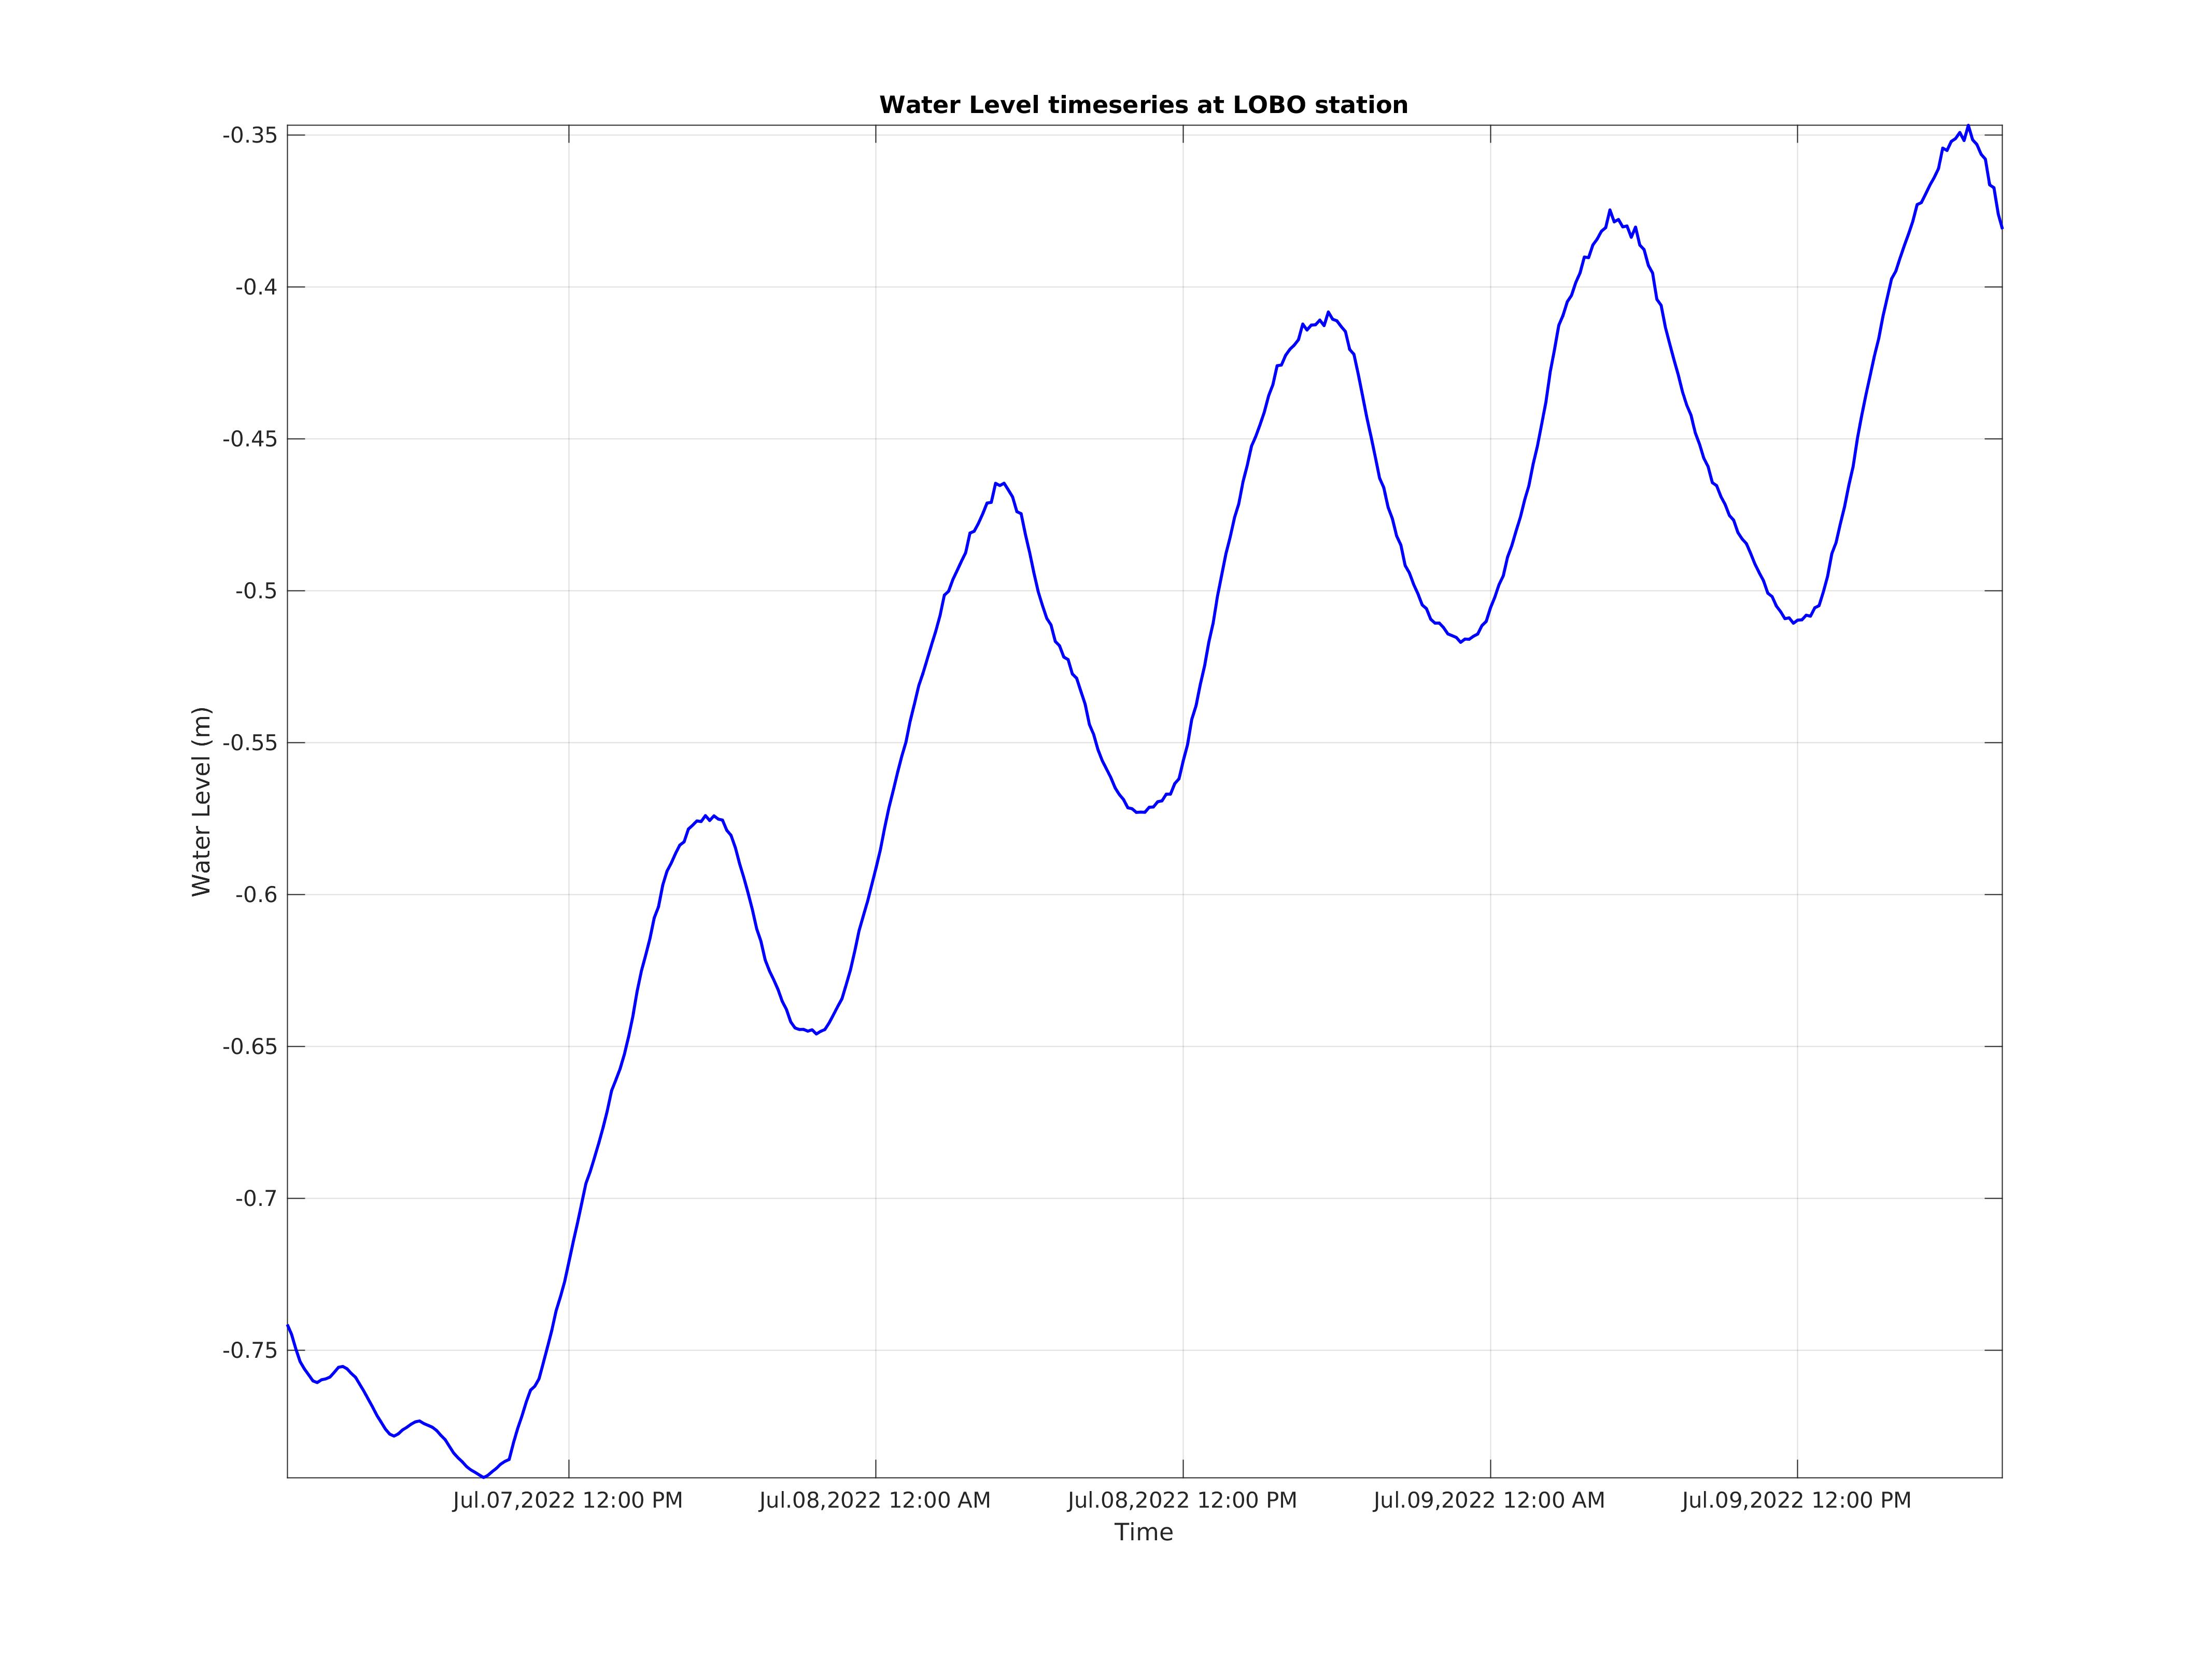 Water Level timeseries at LOBO station
-0.35
-0.4
-0.45
-0.5
-0.55
-0.6
-0.65
-0.7
-0.75
Water Level (m)
Jul.07,2022 12:00 PM
Jul.08,2022 12:00 AM
Jul.08,2022 12:00 PM
Jul.09,2022 12:00 AM
Jul.09,2022 12:00 PM
Time